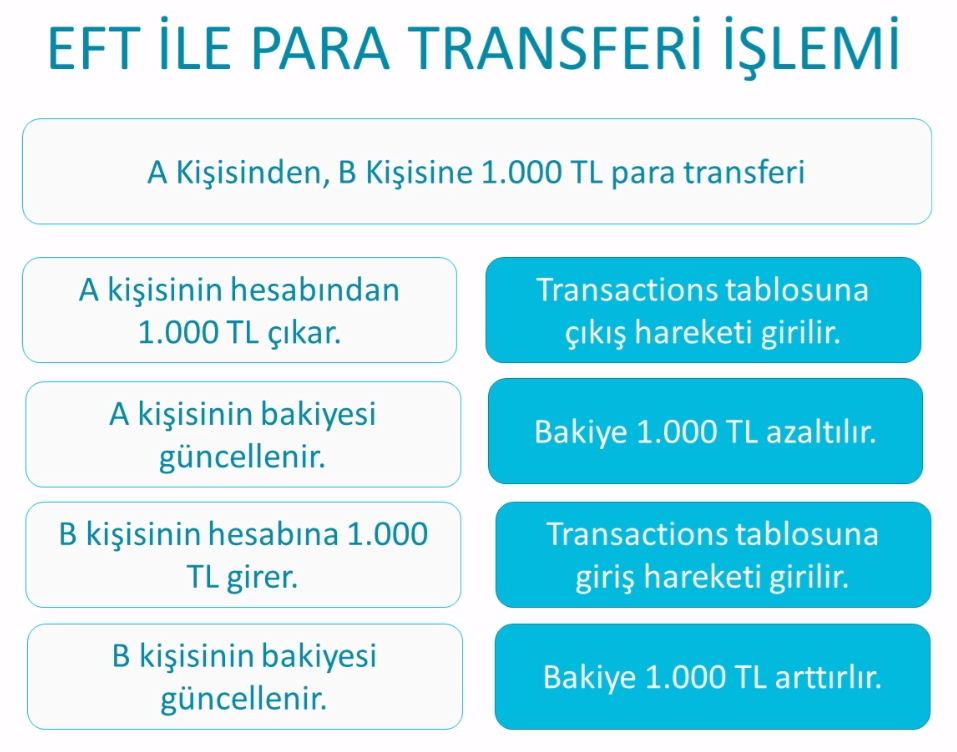 EFT İLE PARA TRANSFERİ İŞLEMİ
A Kişisinden, B Kişisine 1.000 TL para transferi
A kişisinin hesabından
1.000 TL çıkar.
Transactions tablosuna
çıkış hareketi girilir.
A kişisinin bakiyesi
güncellenir.
Bakiye 1.000 TL azaltılır.
B kişisinin hesabına 1.000
TL girer.
Transactions tablosuna
giriş hareketi girilir.
B kişisinin bakiyesi
güncellenir.
Bakiye 1.000 TL arttırlır.